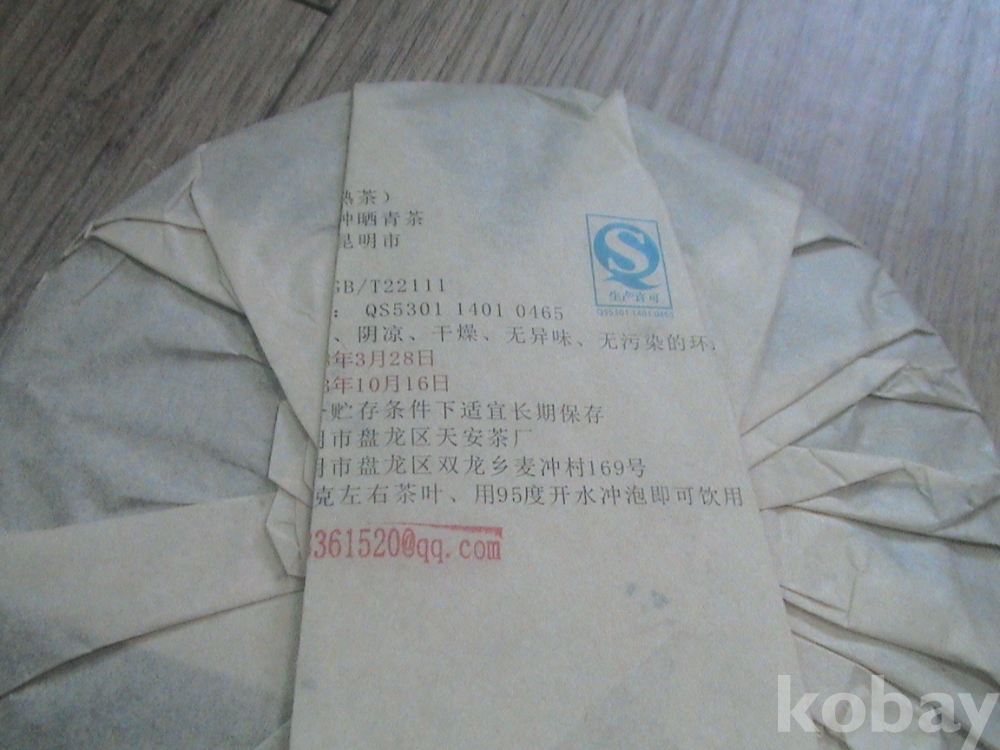 熟茶）
种晒青茶
昆明市
GB/T22111
： QS5301 1401 0465
、阴凉、干燥、无异味、无污染的环
年3月28日
年10月16日
贮存条件下适宜长期保存
明市盘龙区天安茶厂
明市盘龙区双龙乡麦冲村169号
克左右茶叶、用95度开水冲泡即可饮用
361520@qq.com
QS
生产许可
QS5301 1401 0465
kobay